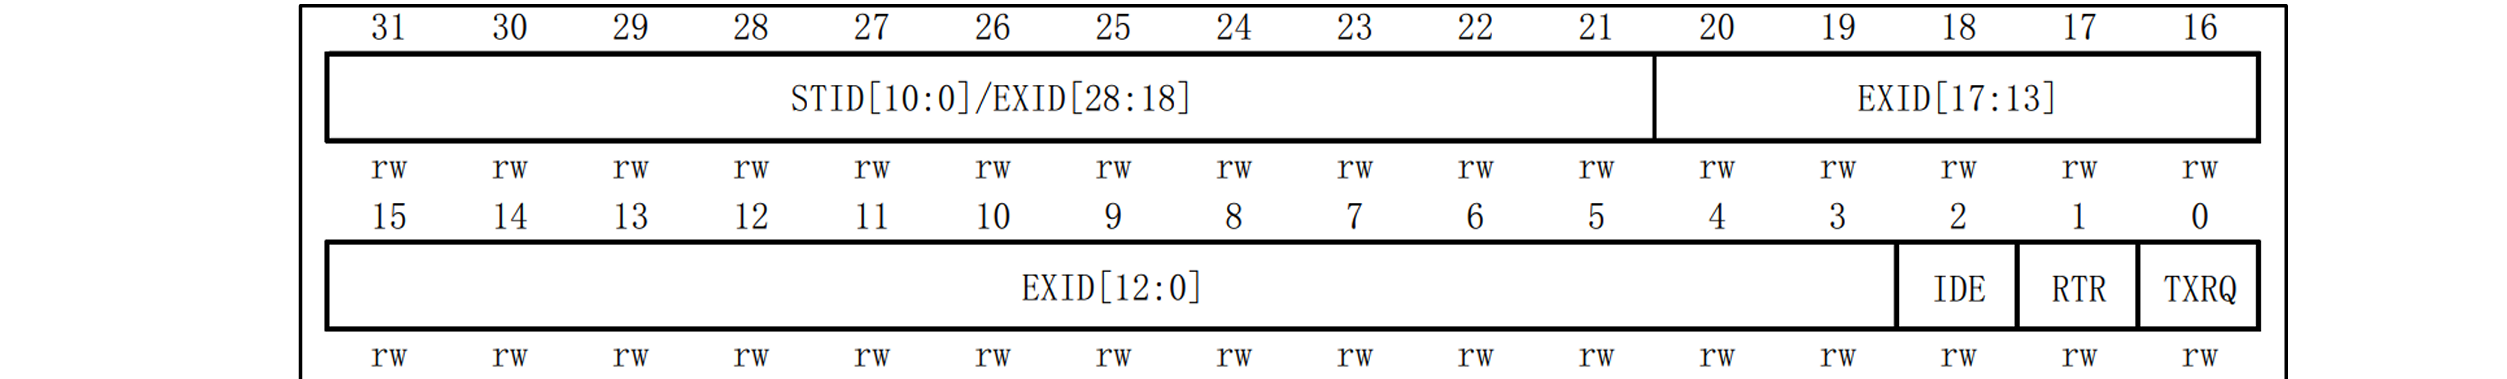 31 30 29 28 27 26 25 24 23 22 21 20 19 18 17 16
STID[10:0]/EXID[28:18] EXID[17:13]
rw rw rw rw rw rw rw rw rw rw rw rw rw rw rw rw
15 14 13 12 11 10 9 8 7 6 5 4 3 2 1 0
EXID[12:0] IDE RTR TXRQ
rw rw rw rw rw rw rw rw rw rw rw rw rw rw rw rw